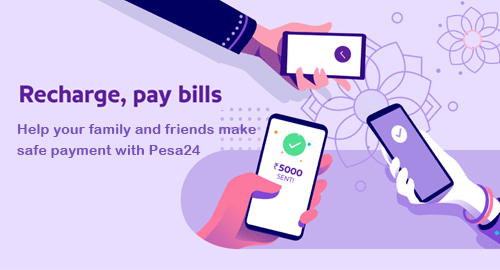 Recharge, pay bills
Help your family and friends make
safe payment with Pesa24
₹5000
SENT!